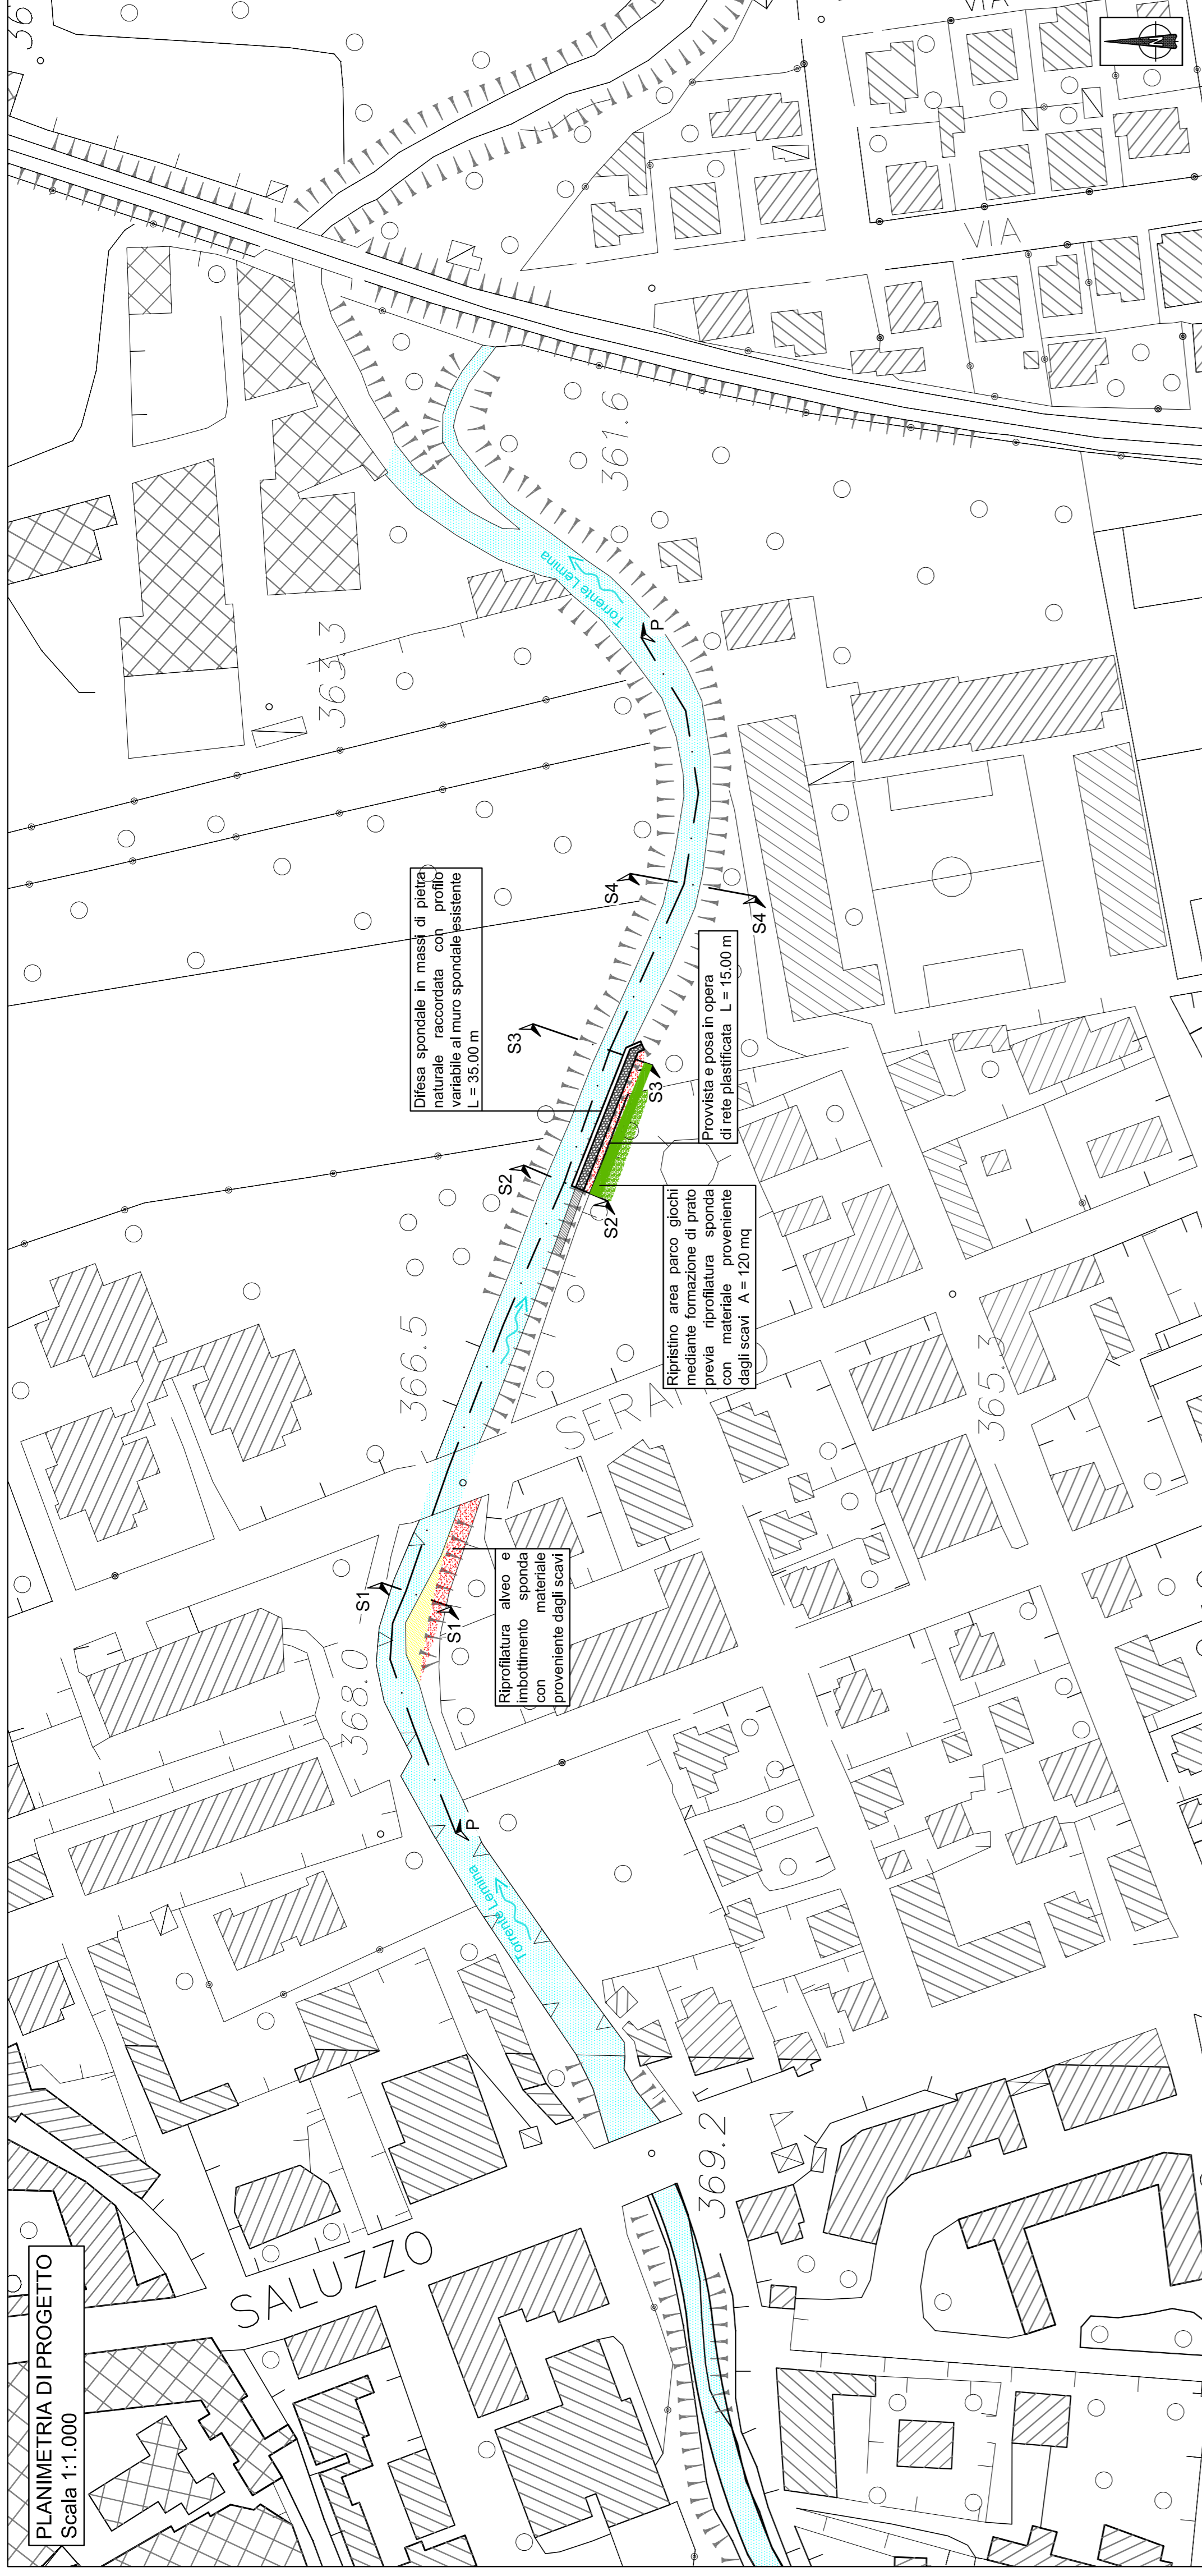 PLANIMETRIA DI PROGETTO
Scala 1:1.000
SALUZZO
369.2
Torrente Lemina
P
368.0
S1
S1
Riprofilatura alveo e
imbottimento sponda
con materiale
proveniente dagli scavi
366.5
365.3
S2
S2
Ripristino area parco giochi
mediante formazione di prato
previa riprofilatura sponda
con materiale proveniente
dagli scavi A = 120 mq
S3
S3
Difesa spondale in massi di pietra
naturale raccordata con profilo
variabile al muro spondale esistente
L = 35.00 m
Provvista e posa in opera
di rete plastificata L = 15.00 m
S4
S4
P
Torrente Lemina
363.3
361.6
VIA
VIA
36
N